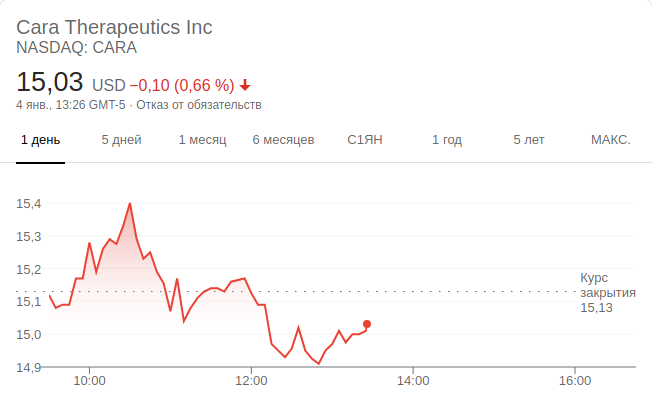 Cara Therapeutics Inc
NASDAQ: CARA
15,03 USD −0,10 (0,66 %)
4 янв., 13:26 GMT-5 · Отказ от обязательств
1 день 5 дней 1 месяц 6 месяцев С1ЯН 1 год 5 лет МАКС.
15,4
15,3
15,2
15,1
15,0
14,9
Курс
закрытия
15,13
10:00 12:00 14:00 16:00